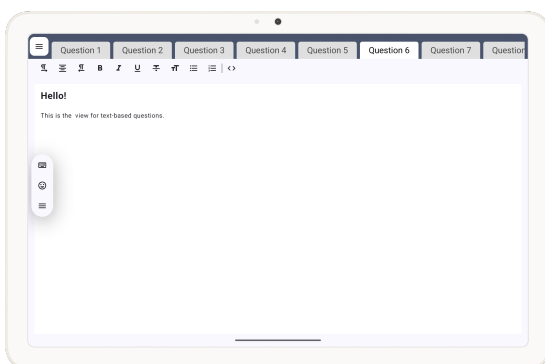 Question 1
Question 2
Question 3
Question 4
Question 5
Question 6
Question 7
Question
Hello!
This is the view for text-based questions.